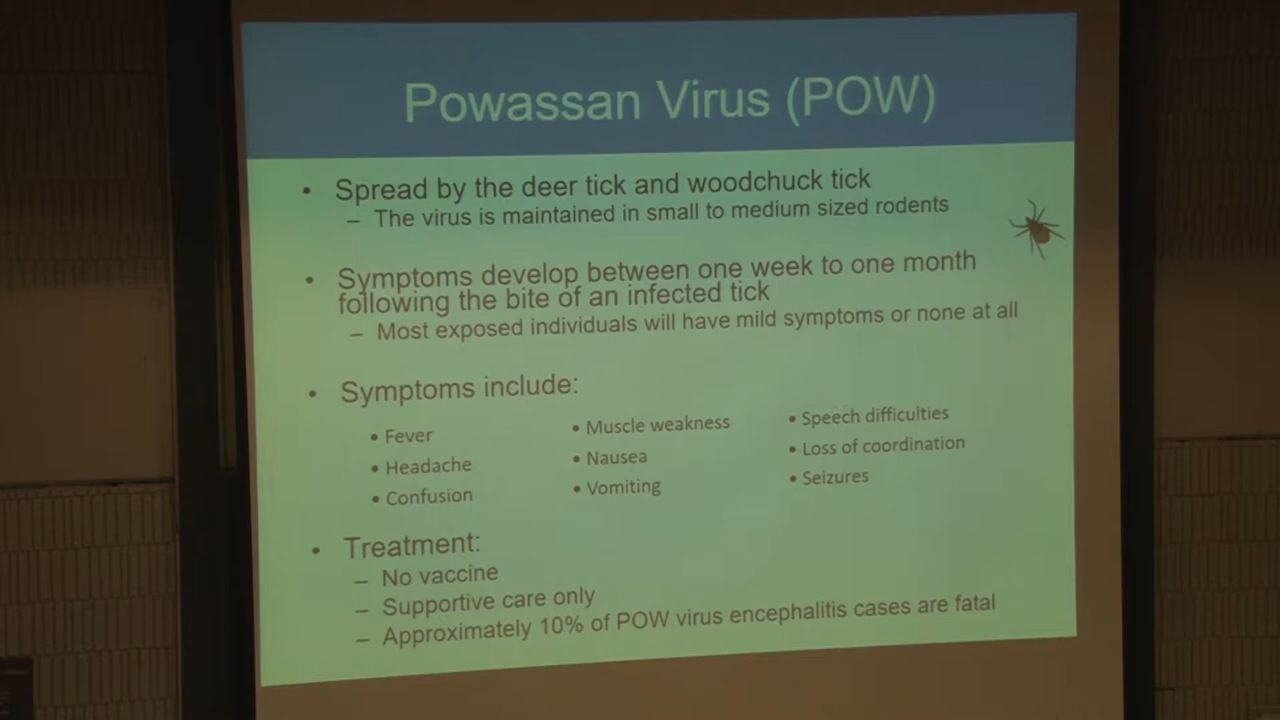 Powassan Virus (POW)
• Spread by the deer tick and woodchuck tick
– The virus is maintained in small to medium sized rodents
• Symptoms develop between one week to one month
following the bite of an infected tick
– Most exposed individuals will have mild symptoms or none at all
• Symptoms include:
• Fever
• Headache
• Confusion
• Muscle weakness
• Nausea
• Vomiting
• Speech difficulties
• Loss of coordination
• Seizures
• Treatment:
– No vaccine
– Supportive care only
– Approximately 10% of POW virus encephalitis cases are fatal